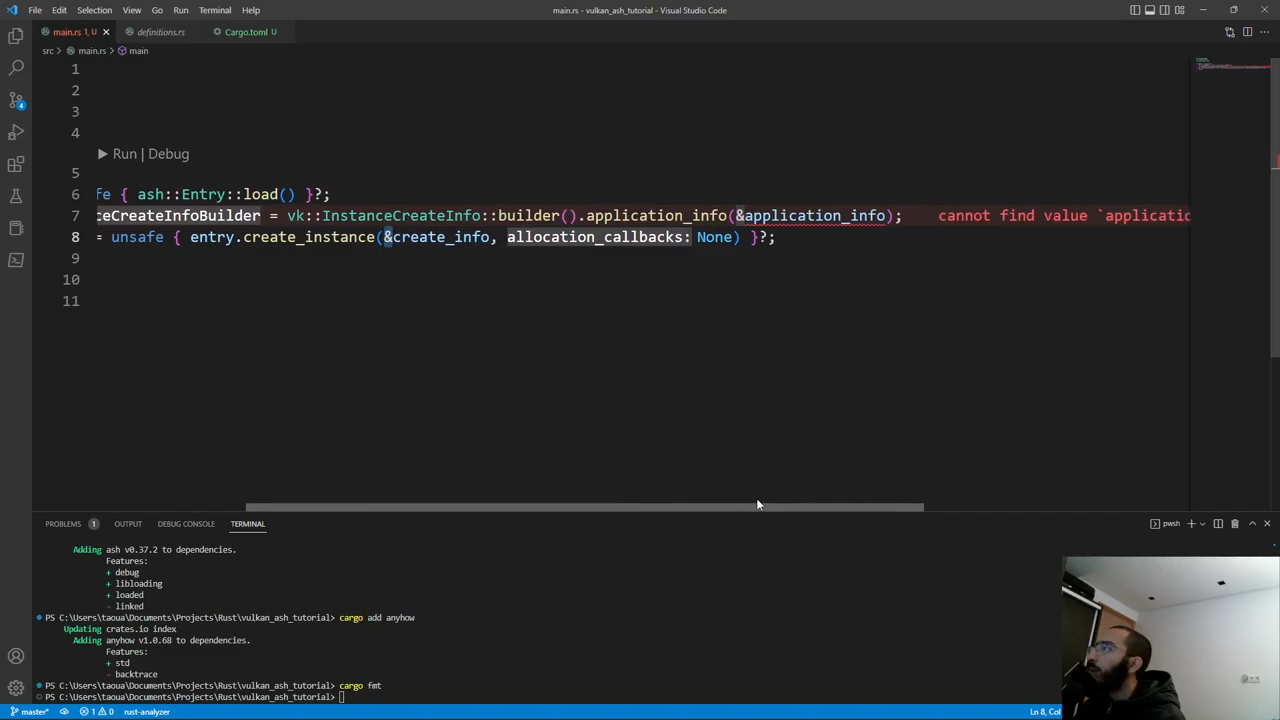 File Edit Selection View Go Run Terminal Help
main.rs - vulkan_ash_tutorial - Visual Studio Code
main.rs 1, U
definitions.rs
Cargo.toml U
src > main.rs > main
1
2
3
4
Run | Debug
5
6 fe { ash::Entry::load() }?;
7 ceCreateInfoBuilder = vk::InstanceCreateInfo::builder().application_info(&application_info); cannot find value `applicatio
8 = unsafe { entry.create_instance(&create_info, allocation_callbacks: None) }?;
9
10
11
4
PROBLEMS 1 OUTPUT DEBUG CONSOLE TERMINAL
pwsh
Adding ash v0.37.2 to dependencies.
Features:
+ debug
+ libloading
+ loaded
- linked
PS C:\Users\taoua\Documents\Projects\Rust\vulkan_ash_tutorial> cargo add anyhow
Updating crates.io index
Adding anyhow v1.0.68 to dependencies.
Features:
+ std
- backtrace
PS C:\Users\taoua\Documents\Projects\Rust\vulkan_ash_tutorial> cargo fmt
PS C:\Users\taoua\Documents\Projects\Rust\vulkan_ash_tutorial>
master* 1 0 rust-analyzer
Ln 8, Col